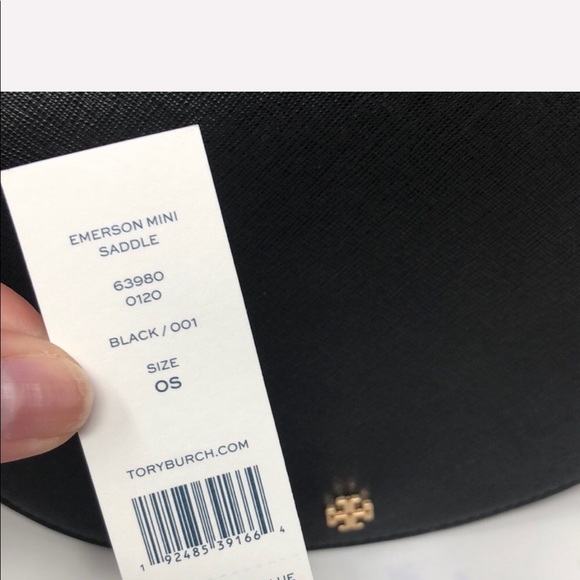 EMERSON MINI
SADDLE
63980
0120
BLACK / 001
SIZE
OS
TORYBURCH.COM
1 92485 39166 4